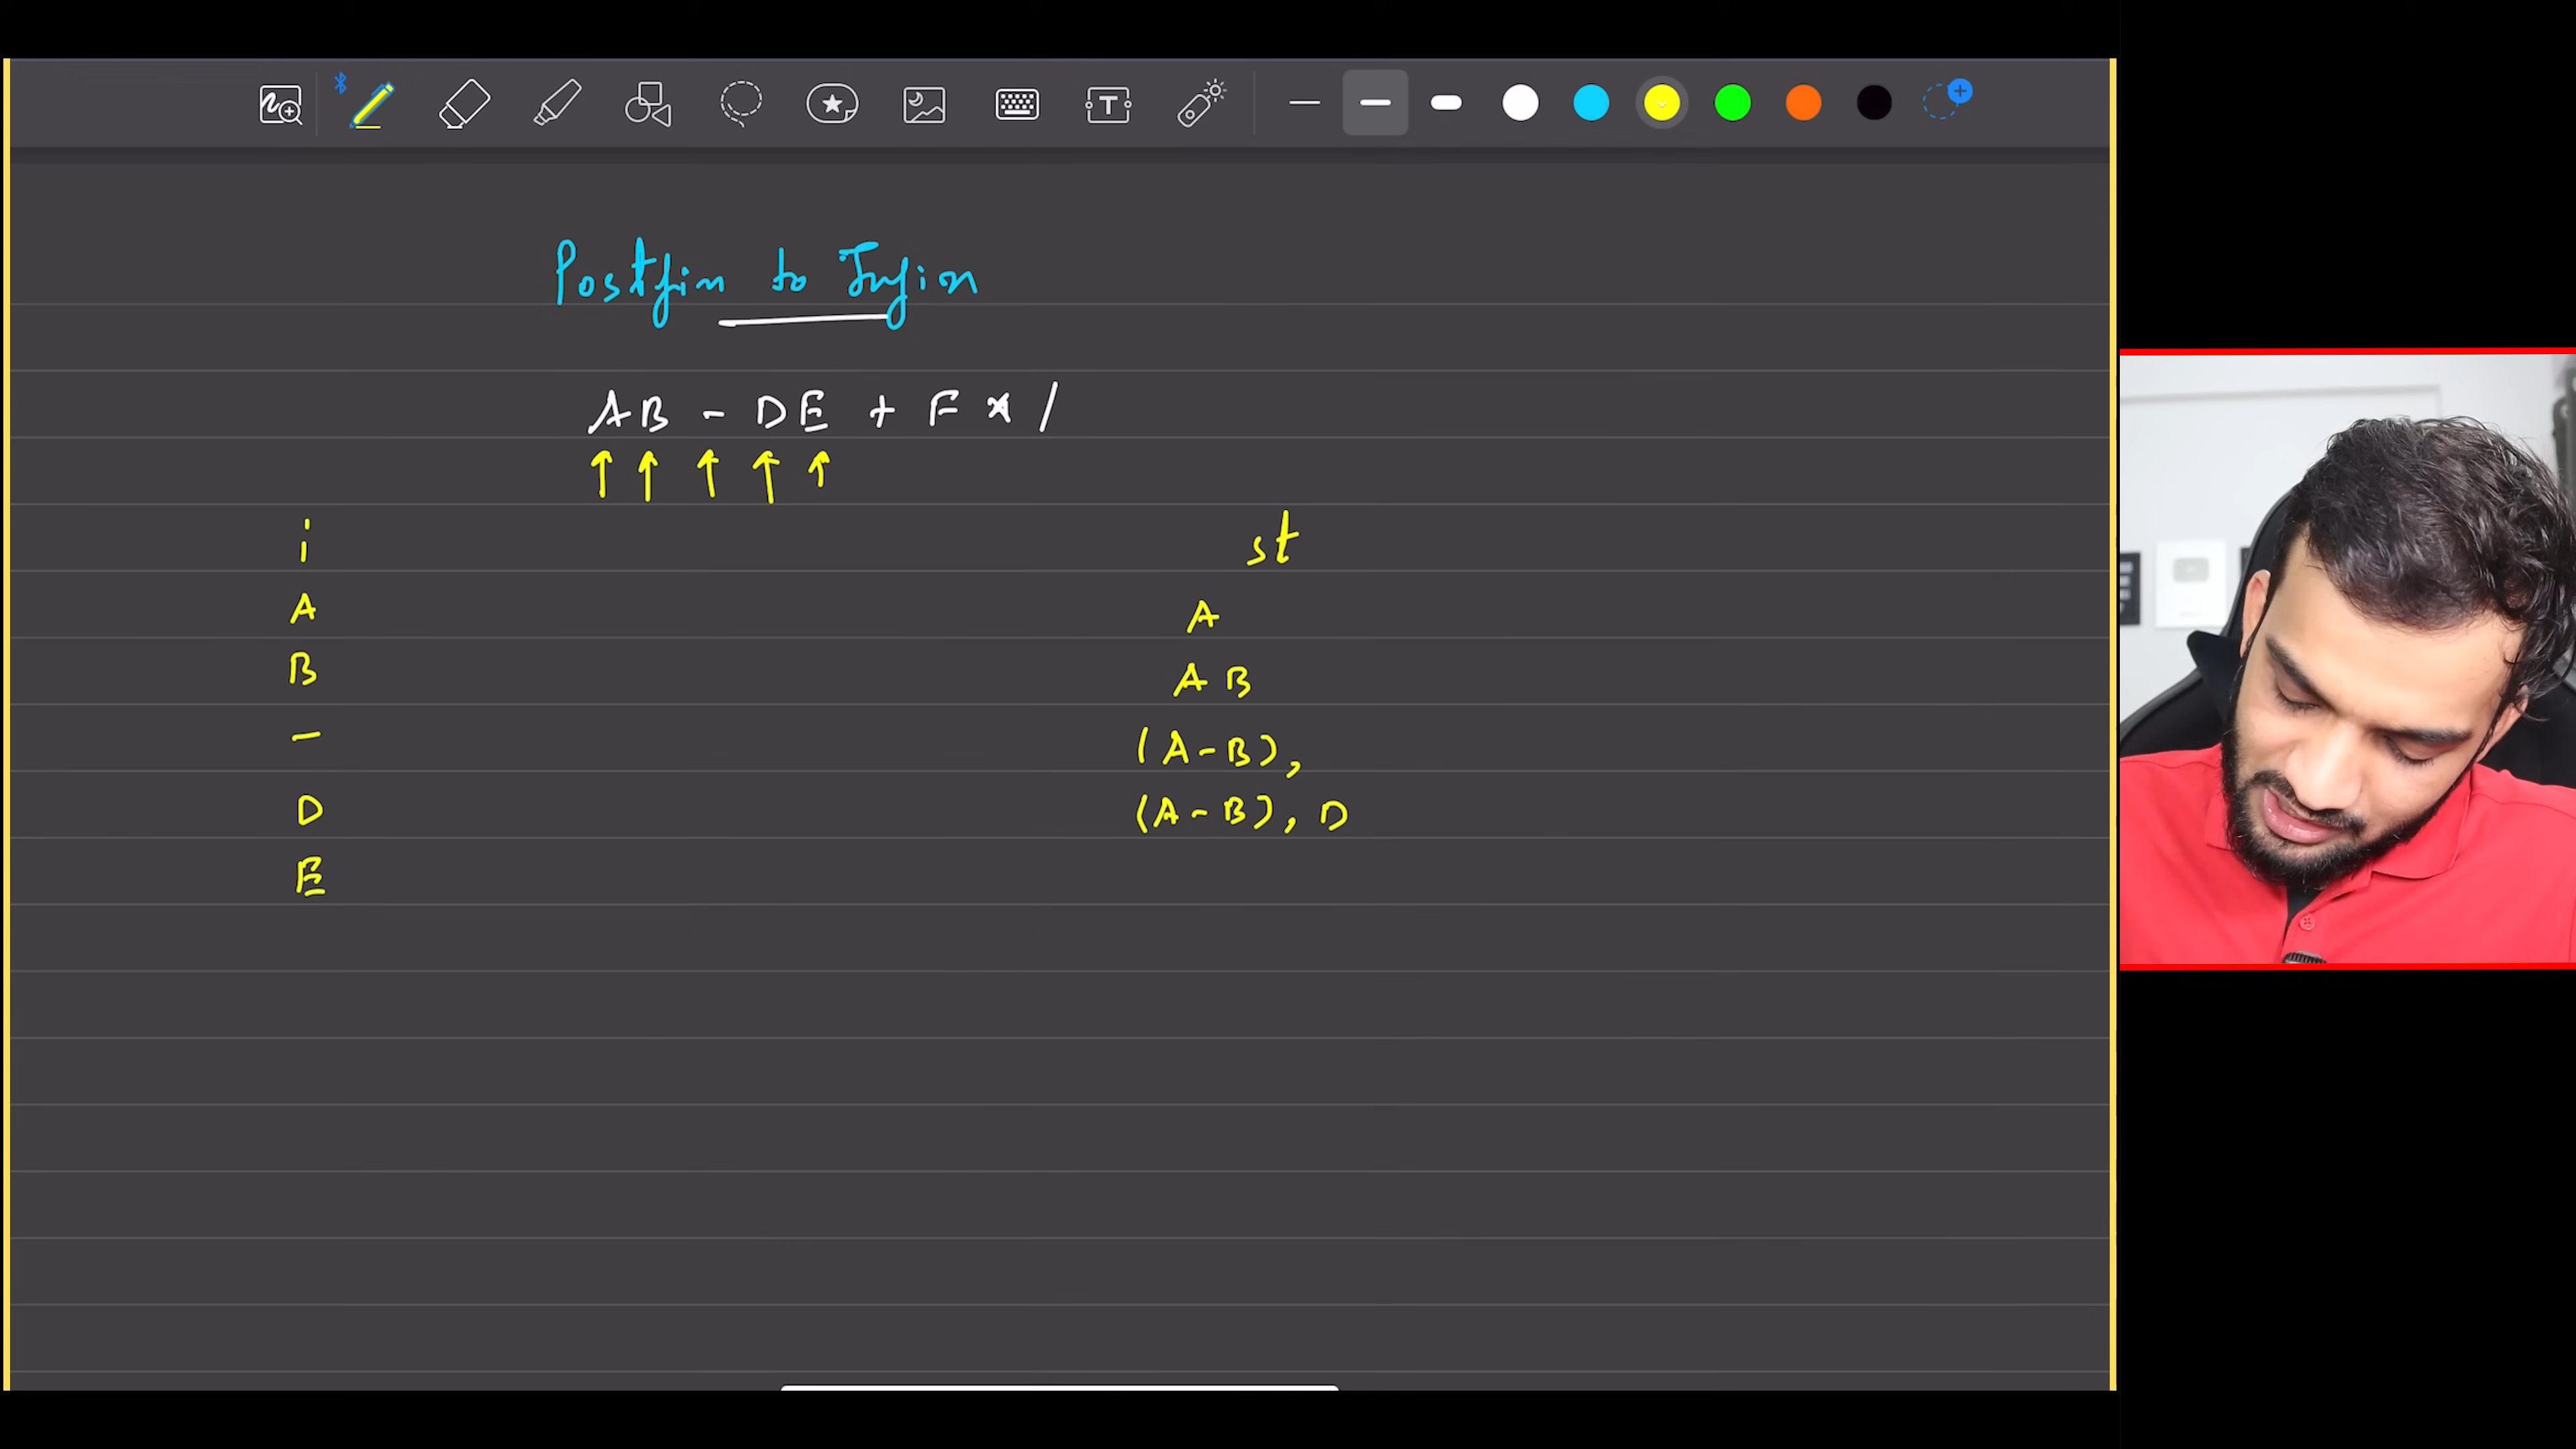 Postfix to Infix
AB - DE + F * /
↑ ↑ ↑ ↑ ↑
i st
A A
B A B
- (A-B),
D (A-B), D
E